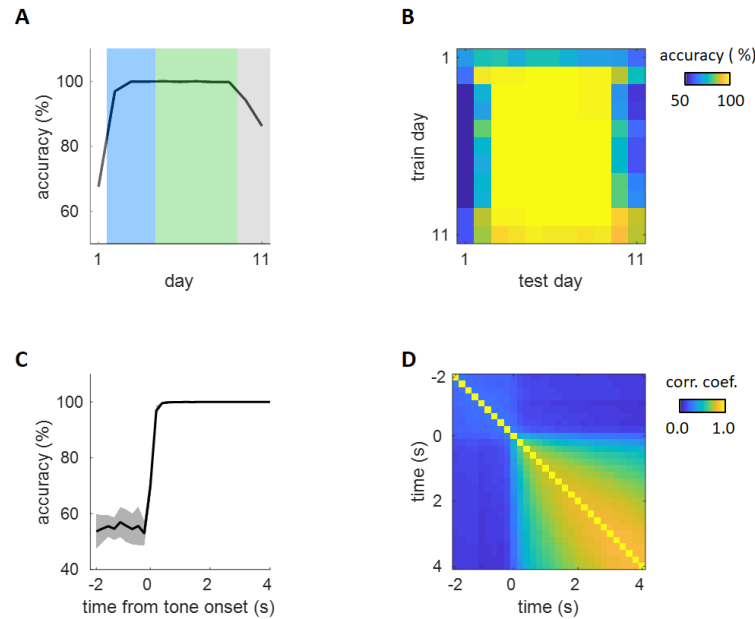 A
accuracy (%)
100
80
60
1
11
day
B
train day
1
11
1
11
test day
accuracy ( %)
50
100
C
accuracy (%)
100
80
60
40
-2
0
2
4
time from tone onset (s)
D
time (s)
-2
0
2
4
-2
0
2
4
time (s)
corr. coef.
0.0
1.0